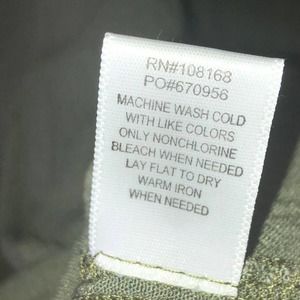 RN#108168
PO#670956
MACHINE WASH COLD
WITH LIKE COLORS
ONLY NONCHLORINE
BLEACH WHEN NEEDED
LAY FLAT TO DRY
WARM IRON
WHEN NEEDED